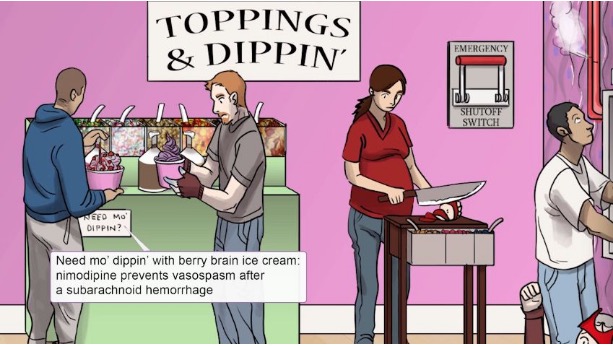 TOPPINGS
& DIPPIN'
EMERGENCY
SHUTOFF
SWITCH
NEED MO'
DIPPIN?
Need mo' dippin' with berry brain ice cream:
nimodipine prevents vasospasm after
a subarachnoid hemorrhage